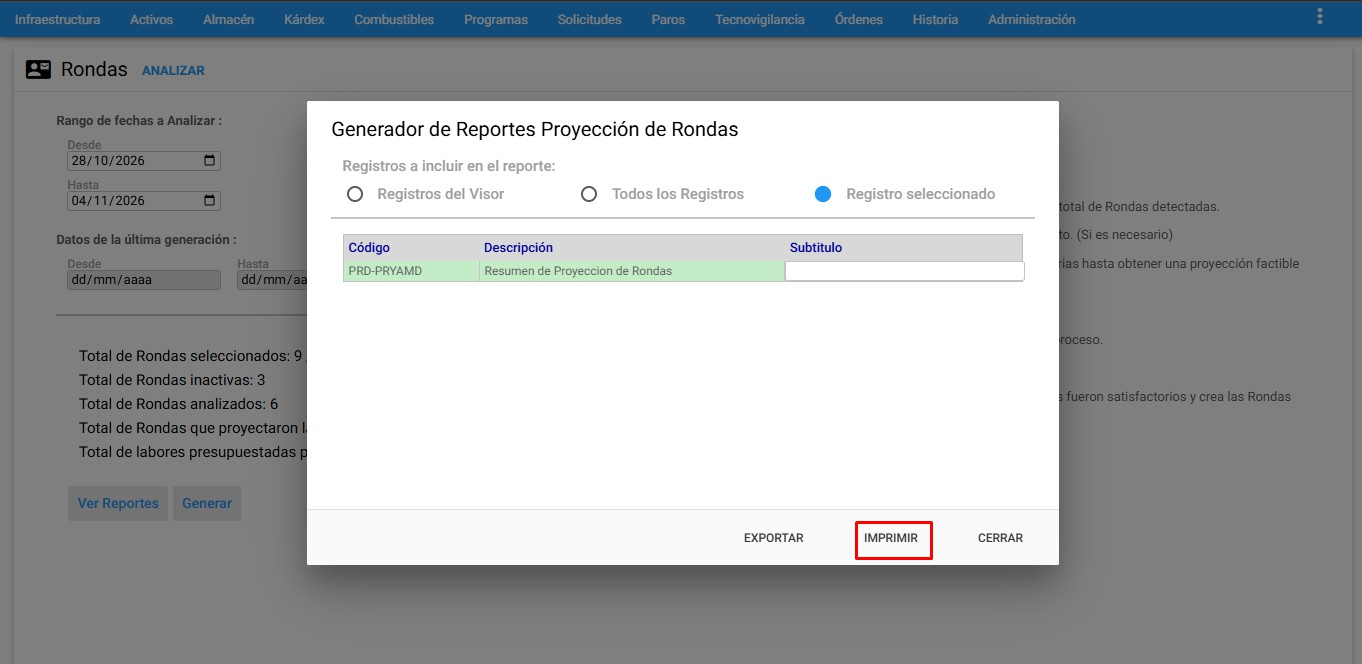 Infraestructura Activos Almacén Kárdex Combustibles Programas Solicitudes Paros Tecnovigilancia Órdenes Historia Administración
Rondas ANALIZAR
Rango de fechas a Analizar :
Desde
28/10/2026
Hasta
04/11/2026
Datos de la última generación :
Desde Hasta
dd/mm/aaaa dd/mm/aa
Total de Rondas seleccionados: 9
Total de Rondas inactivas: 3
Total de Rondas analizados: 6
Total de Rondas que proyectaron
Total de labores presupuestadas
Ver Reportes Generar
Generador de Reportes Proyección de Rondas
Registros a incluir en el reporte:
Registros del Visor Todos los Registros Registro seleccionado
Código Descripción Subtitulo
PRD-PRYAMD Resumen de Proyeccion de Rondas
EXPORTAR IMPRIMIR CERRAR
total de Rondas detectadas.
to. (Si es necesario)
rias hasta obtener una proyección factible
roceso.
s fueron satisfactorios y crea las Rondas